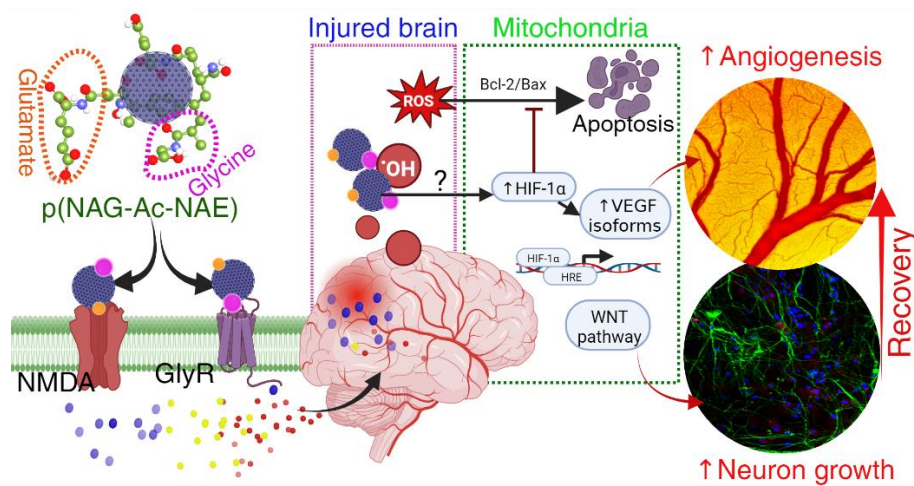 Injured brain
Mitochondria
↑ Angiogenesis
Glutamate
Glycine
p(NAG-Ac-NAE)
NMDA
GlyR
ROS
•OH
?
Bcl-2/Bax
Apoptosis
↑HIF-1α
↑VEGF
isoforms
HIF-1α
HRE
WNT
pathway
Recovery
↑ Neuron growth